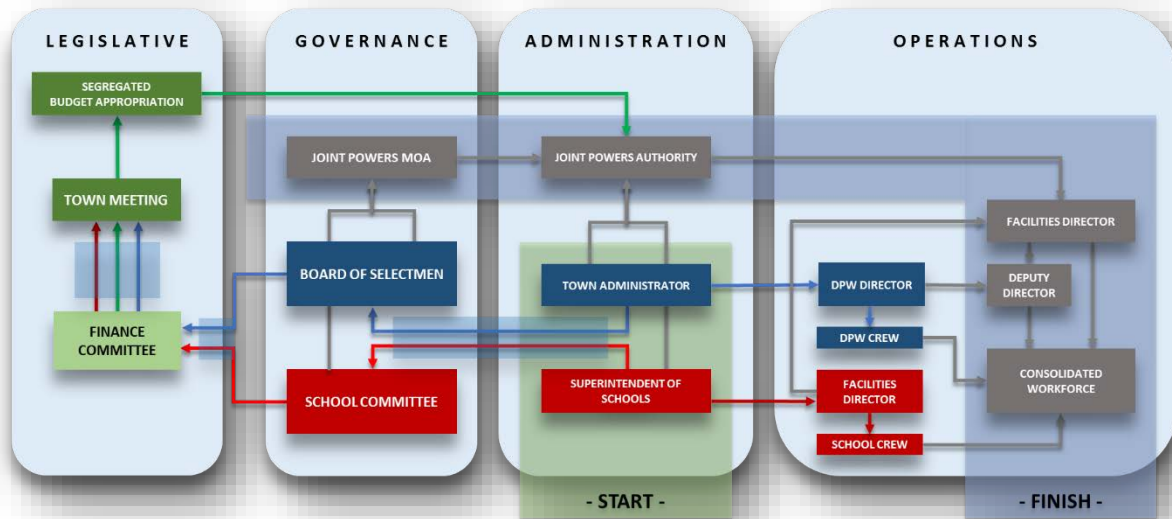 LEGISLATIVE
GOVERNANCE
ADMINISTRATION
OPERATIONS
SEGREGATED
BUDGET APPROPRIATION
JOINT POWERS MOA
JOINT POWERS AUTHORITY
TOWN MEETING
FACILITIES DIRECTOR
BOARD OF SELECTMEN
TOWN ADMINISTRATOR
DPW DIRECTOR
DEPUTY
DIRECTOR
FINANCE
COMMITTEE
DPW CREW
SCHOOL COMMITTEE
SUPERINTENDENT OF
SCHOOLS
FACILITIES
DIRECTOR
CONSOLIDATED
WORKFORCE
SCHOOL CREW
- START -
- FINISH -